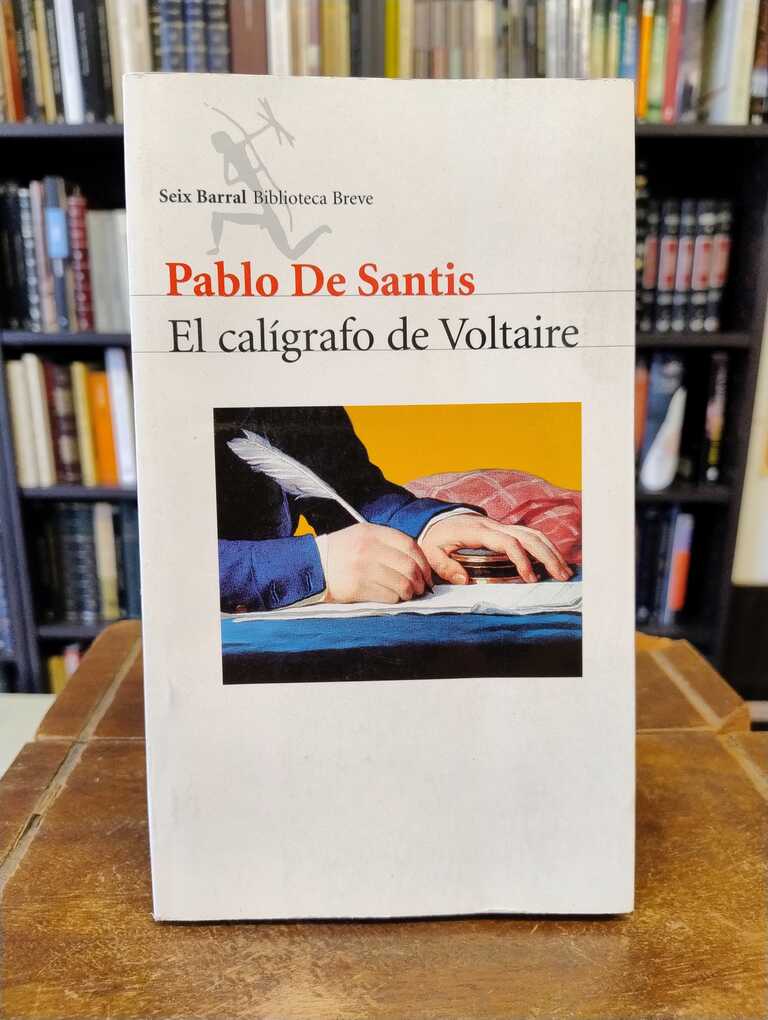 Seix Barral Biblioteca Breve
Pablo De Santis
El calígrafo de Voltaire